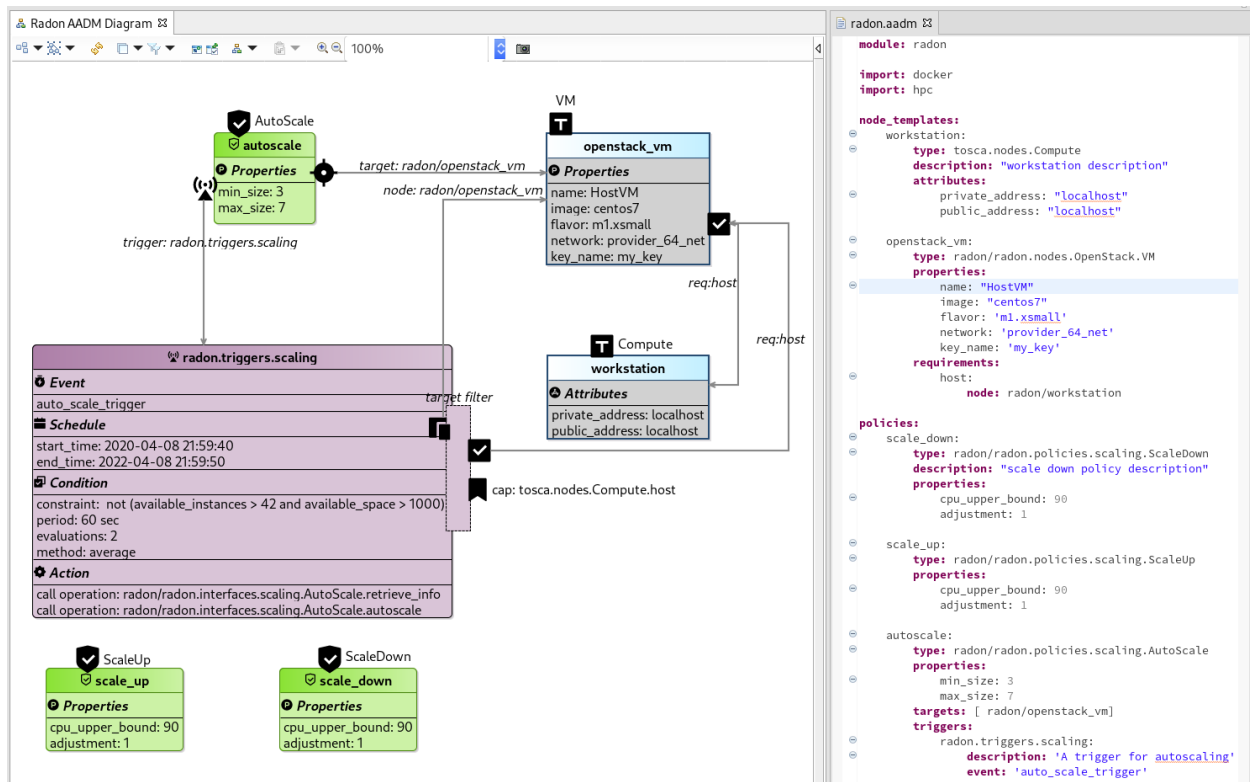 Radon AADM Diagram
100%
VM
AutoScale
autoscale
Properties
min_size: 3
max_size: 7
target: radon/openstack_vm
node: radon/openstack_vm
openstack_vm
Properties
name: HostVM
image: centos7
flavor: m1.xsmall
network: provider_64_net
key_name: my_key
trigger: radon.triggers.scaling
req:host
req:host
Compute
workstation
Attributes
private_address: localhost
public_address: localhost
radon.triggers.scaling
Event
auto_scale_trigger
Schedule
start_time: 2020-04-08 21:59:40
end_time: 2022-04-08 21:59:50
Condition
constraint:  not (available_instances > 42 and available_space > 1000)
period: 60 sec
evaluations: 2
method: average
Action
call operation: radon/radon.interfaces.scaling.AutoScale.retrieve_info
call operation: radon/radon.interfaces.scaling.AutoScale.autoscale
target filter
cap: tosca.nodes.Compute.host
ScaleUp
scale_up
Properties
cpu_upper_bound: 90
adjustment: 1
ScaleDown
scale_down
Properties
cpu_upper_bound: 90
adjustment: 1
radon.aadm
module: radon
import: docker
import: hpc
node_templates:
workstation:
type: tosca.nodes.Compute
description: "workstation description"
attributes:
private_address: "localhost"
public_address: "localhost"
openstack_vm:
type: radon/radon.nodes.OpenStack.VM
properties:
name: "HostVM"
image: "centos7"
flavor: 'm1.xsmall'
network: 'provider_64_net'
key_name: 'my_key'
requirements:
host:
node: radon/workstation
policies:
scale_down:
type: radon/radon.policies.scaling.ScaleDown
description: "scale down policy description"
properties:
cpu_upper_bound: 90
adjustment: 1
scale_up:
type: radon/radon.policies.scaling.ScaleUp
properties:
cpu_upper_bound: 90
adjustment: 1
autoscale:
type: radon/radon.policies.scaling.AutoScale
properties:
min_size: 3
max_size: 7
targets: [ radon/openstack_vm]
triggers:
radon.triggers.scaling:
description: 'A trigger for autoscaling'
event: 'auto_scale_trigger'